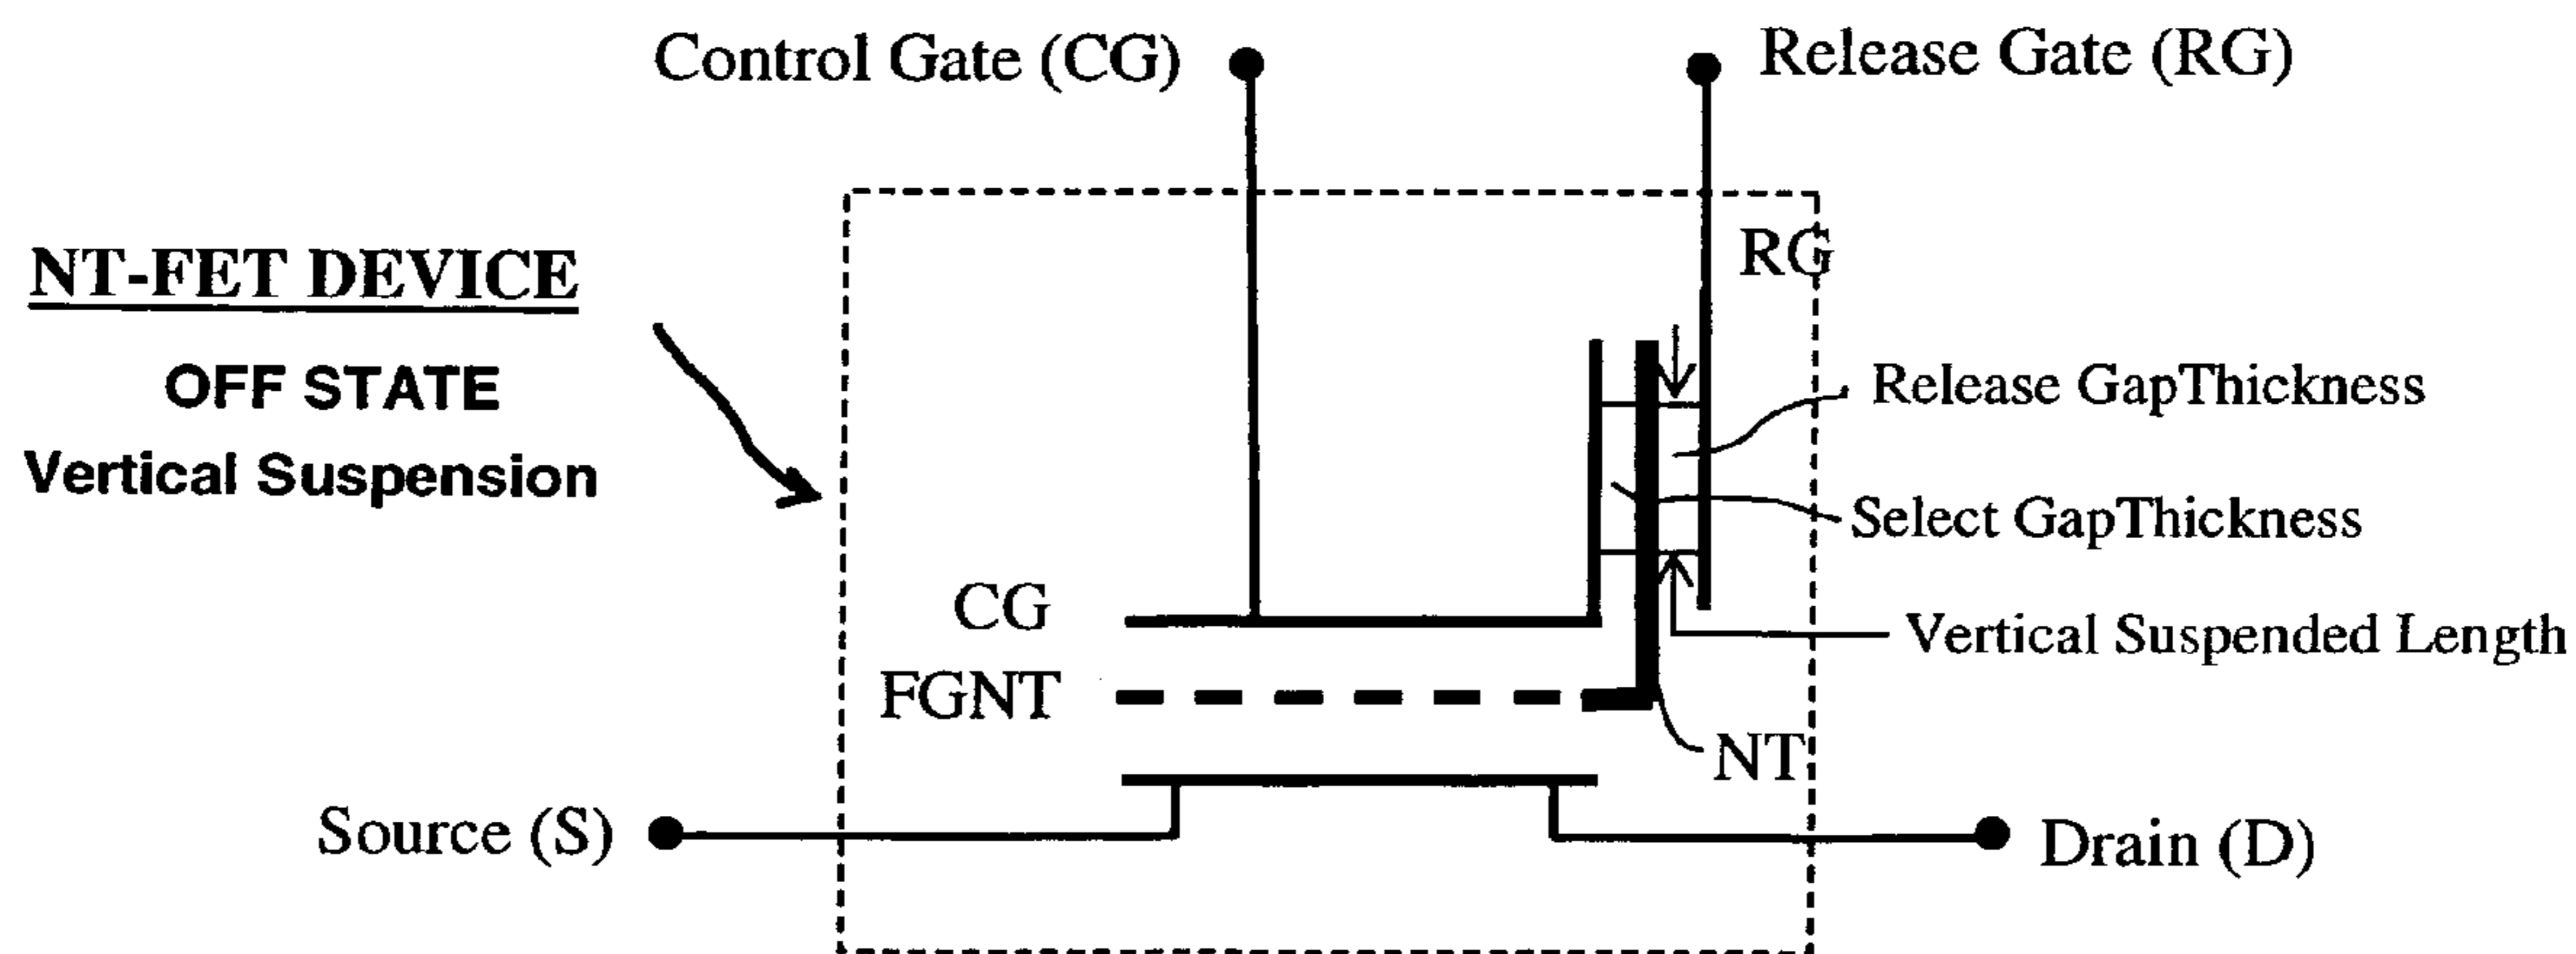 Control Gate (CG)
Release Gate (RG)
RG
NT-FET DEVICE
OFF STATE
Vertical Suspension
Release GapThickness
Select GapThickness
CG
Vertical Suspended Length
FGNT
NT
Source (S)
Drain (D)